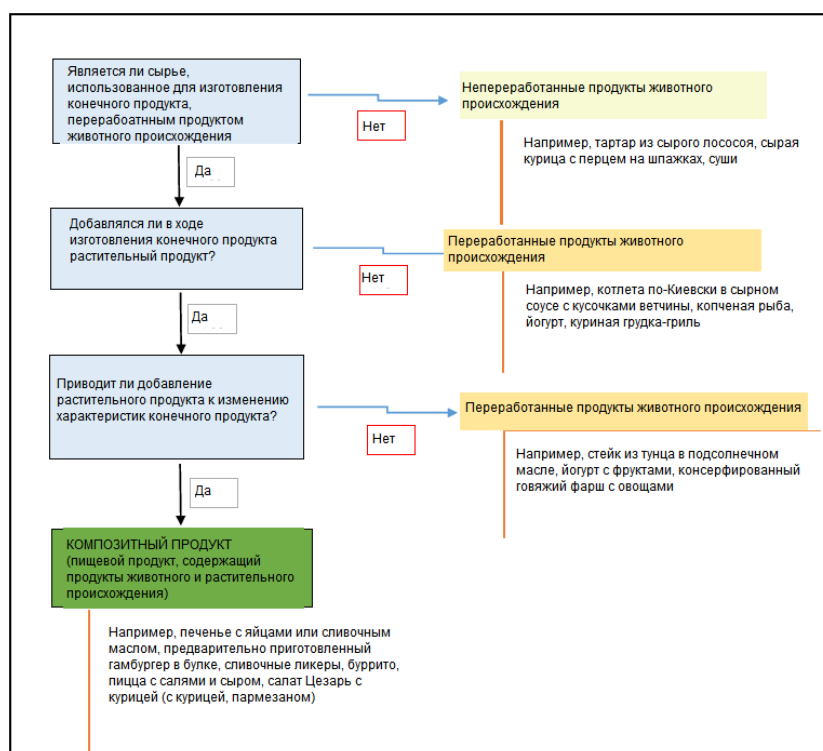 Является ли сырье,
использованное для изготовления
конечного продукта,
перерабоатнным продуктом
животного происхождения
Нет
Непереработанные продукты животного
происхождения
Например, тартар из сырого лосося, сырая
курица с перцем на шпажках, суши
Да
Добавлялся ли в ходе
изготовления конечного продукта
растительный продукт?
Нет
Переработанные продукты животного
происхождения
Например, котлета по-Киевски в сырном
соусе с кусочками ветчины, копченая рыба,
йогурт, куриная грудка-гриль
Да
Приводит ли добавление
растительного продукта к изменению
характеристик конечного продукта?
Нет
Переработанные продукты животного происхождения
Например, стейк из тунца в подсолнечном
масле, йогурт с фруктами, консерфированный
говяжий фарш с овощами
Да
КОМПОЗИТНЫЙ ПРОДУКТ
(пищевой продукт, содержащий
продукты животного и растительного
происхождения)
Например, печенье с яйцами или сливочным
маслом, предварительно приготовленный
гамбургер в булке, сливочные ликеры, буррито,
пицца с салями и сыром, салат Цезарь с
курицей (с курицей, пармезаном)